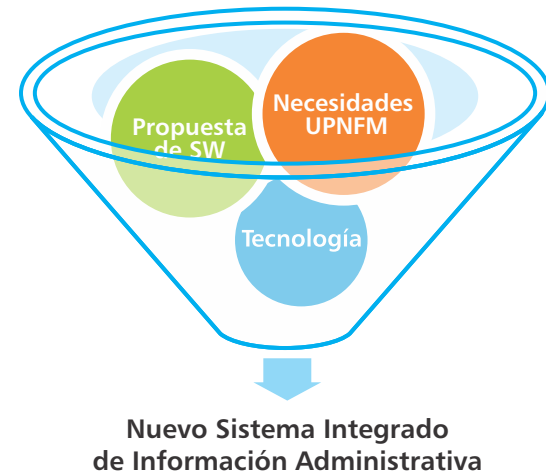 Necesidades
UPNFM
Propuesta
de SW
Tecnología
Nuevo Sistema Integrado
de Información Administrativa